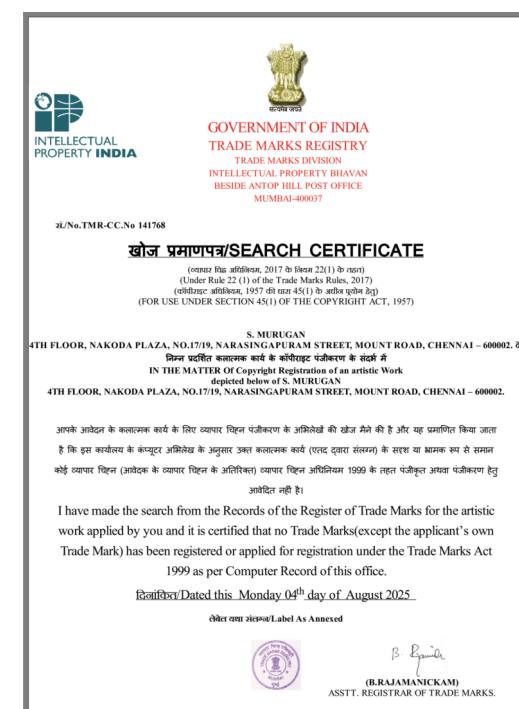 सत्यमेव जयते
INTELLECTUAL
PROPERTY INDIA
GOVERNMENT OF INDIA
TRADE MARKS REGISTRY
TRADE MARKS DIVISION
INTELLECTUAL PROPERTY BHAVAN
BESIDE ANTOP HILL POST OFFICE
MUMBAI-400037
सं./No.TMR-CC.No 141768
खोज प्रमाणपत्र/SEARCH CERTIFICATE
(व्यापार चिह्न अधिनियम, 2017 के नियम 22(1) के तहत)
(Under Rule 22 (1) of the Trade Marks Rules, 2017)
(कॉपीराइट अधिनियम, 1957 की धारा 45(1) के अधीन प्रयोग हेतु)
(FOR USE UNDER SECTION 45(1) OF THE COPYRIGHT ACT, 1957)
S. MURUGAN
4TH FLOOR, NAKODA PLAZA, NO.17/19, NARASINGAPURAM STREET, MOUNT ROAD, CHENNAI – 600002. के
निम्न प्रदर्शित कलात्मक कार्य के कॉपीराइट पंजीकरण के संदर्भ में
IN THE MATTER Of Copyright Registration of an artistic Work
depicted below of S. MURUGAN
4TH FLOOR, NAKODA PLAZA, NO.17/19, NARASINGAPURAM STREET, MOUNT ROAD, CHENNAI – 600002.
आपके आवेदन के कलात्मक कार्य के लिए व्यापार चिह्न पंजीकरण के अभिलेखों की खोज मैने की है और यह प्रमाणित किया जाता
है कि इस कार्यालय के कंप्यूटर अभिलेख के अनुसार उक्त कलात्मक कार्य (एतद द्वारा संलग्न) के सदृश या भ्रामक रूप से समान
कोई व्यापार चिह्न (आवेदक के व्यापार चिह्न के अतिरिक्त) व्यापार चिह्न अधिनियम 1999 के तहत पंजीकृत अथवा पंजीकरण हेतु
आवेदित नहीं है।
I have made the search from the Records of the Register of Trade Marks for the artistic
work applied by you and it is certified that no Trade Marks(except the applicant’s own
Trade Mark) has been registered or applied for registration under the Trade Marks Act
1999 as per Computer Record of this office.
दिनांकित/Dated this Monday 04th day of August 2025
लेबेल यथा संलग्न/Label As Annexed
(B.RAJAMANICKAM)
ASSTT. REGISTRAR OF TRADE MARKS.